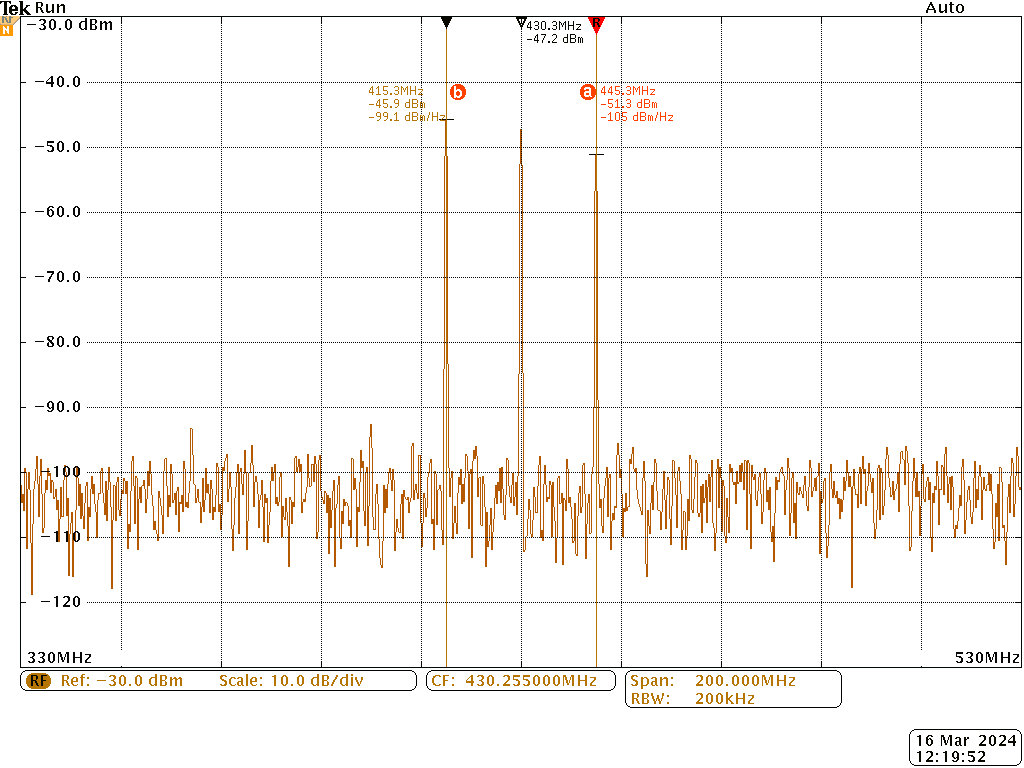 Tek Run
Auto
RF
N
−30.0 dBm
430.3MHz
−47.2 dBm
R
−40.0
415.3MHz
−45.9 dBm
−99.1 dBm/Hz
b
a
445.3MHz
−51.3 dBm
−105 dBm/Hz
−50.0
−60.0
−70.0
−80.0
−90.0
−100
−110
−120
330MHz
530MHz
RF Ref: −30.0 dBm Scale: 10.0 dB/div
CF: 430.255000MHz
Span: 200.000MHz
RBW: 200kHz
16 Mar 2024
12:19:52